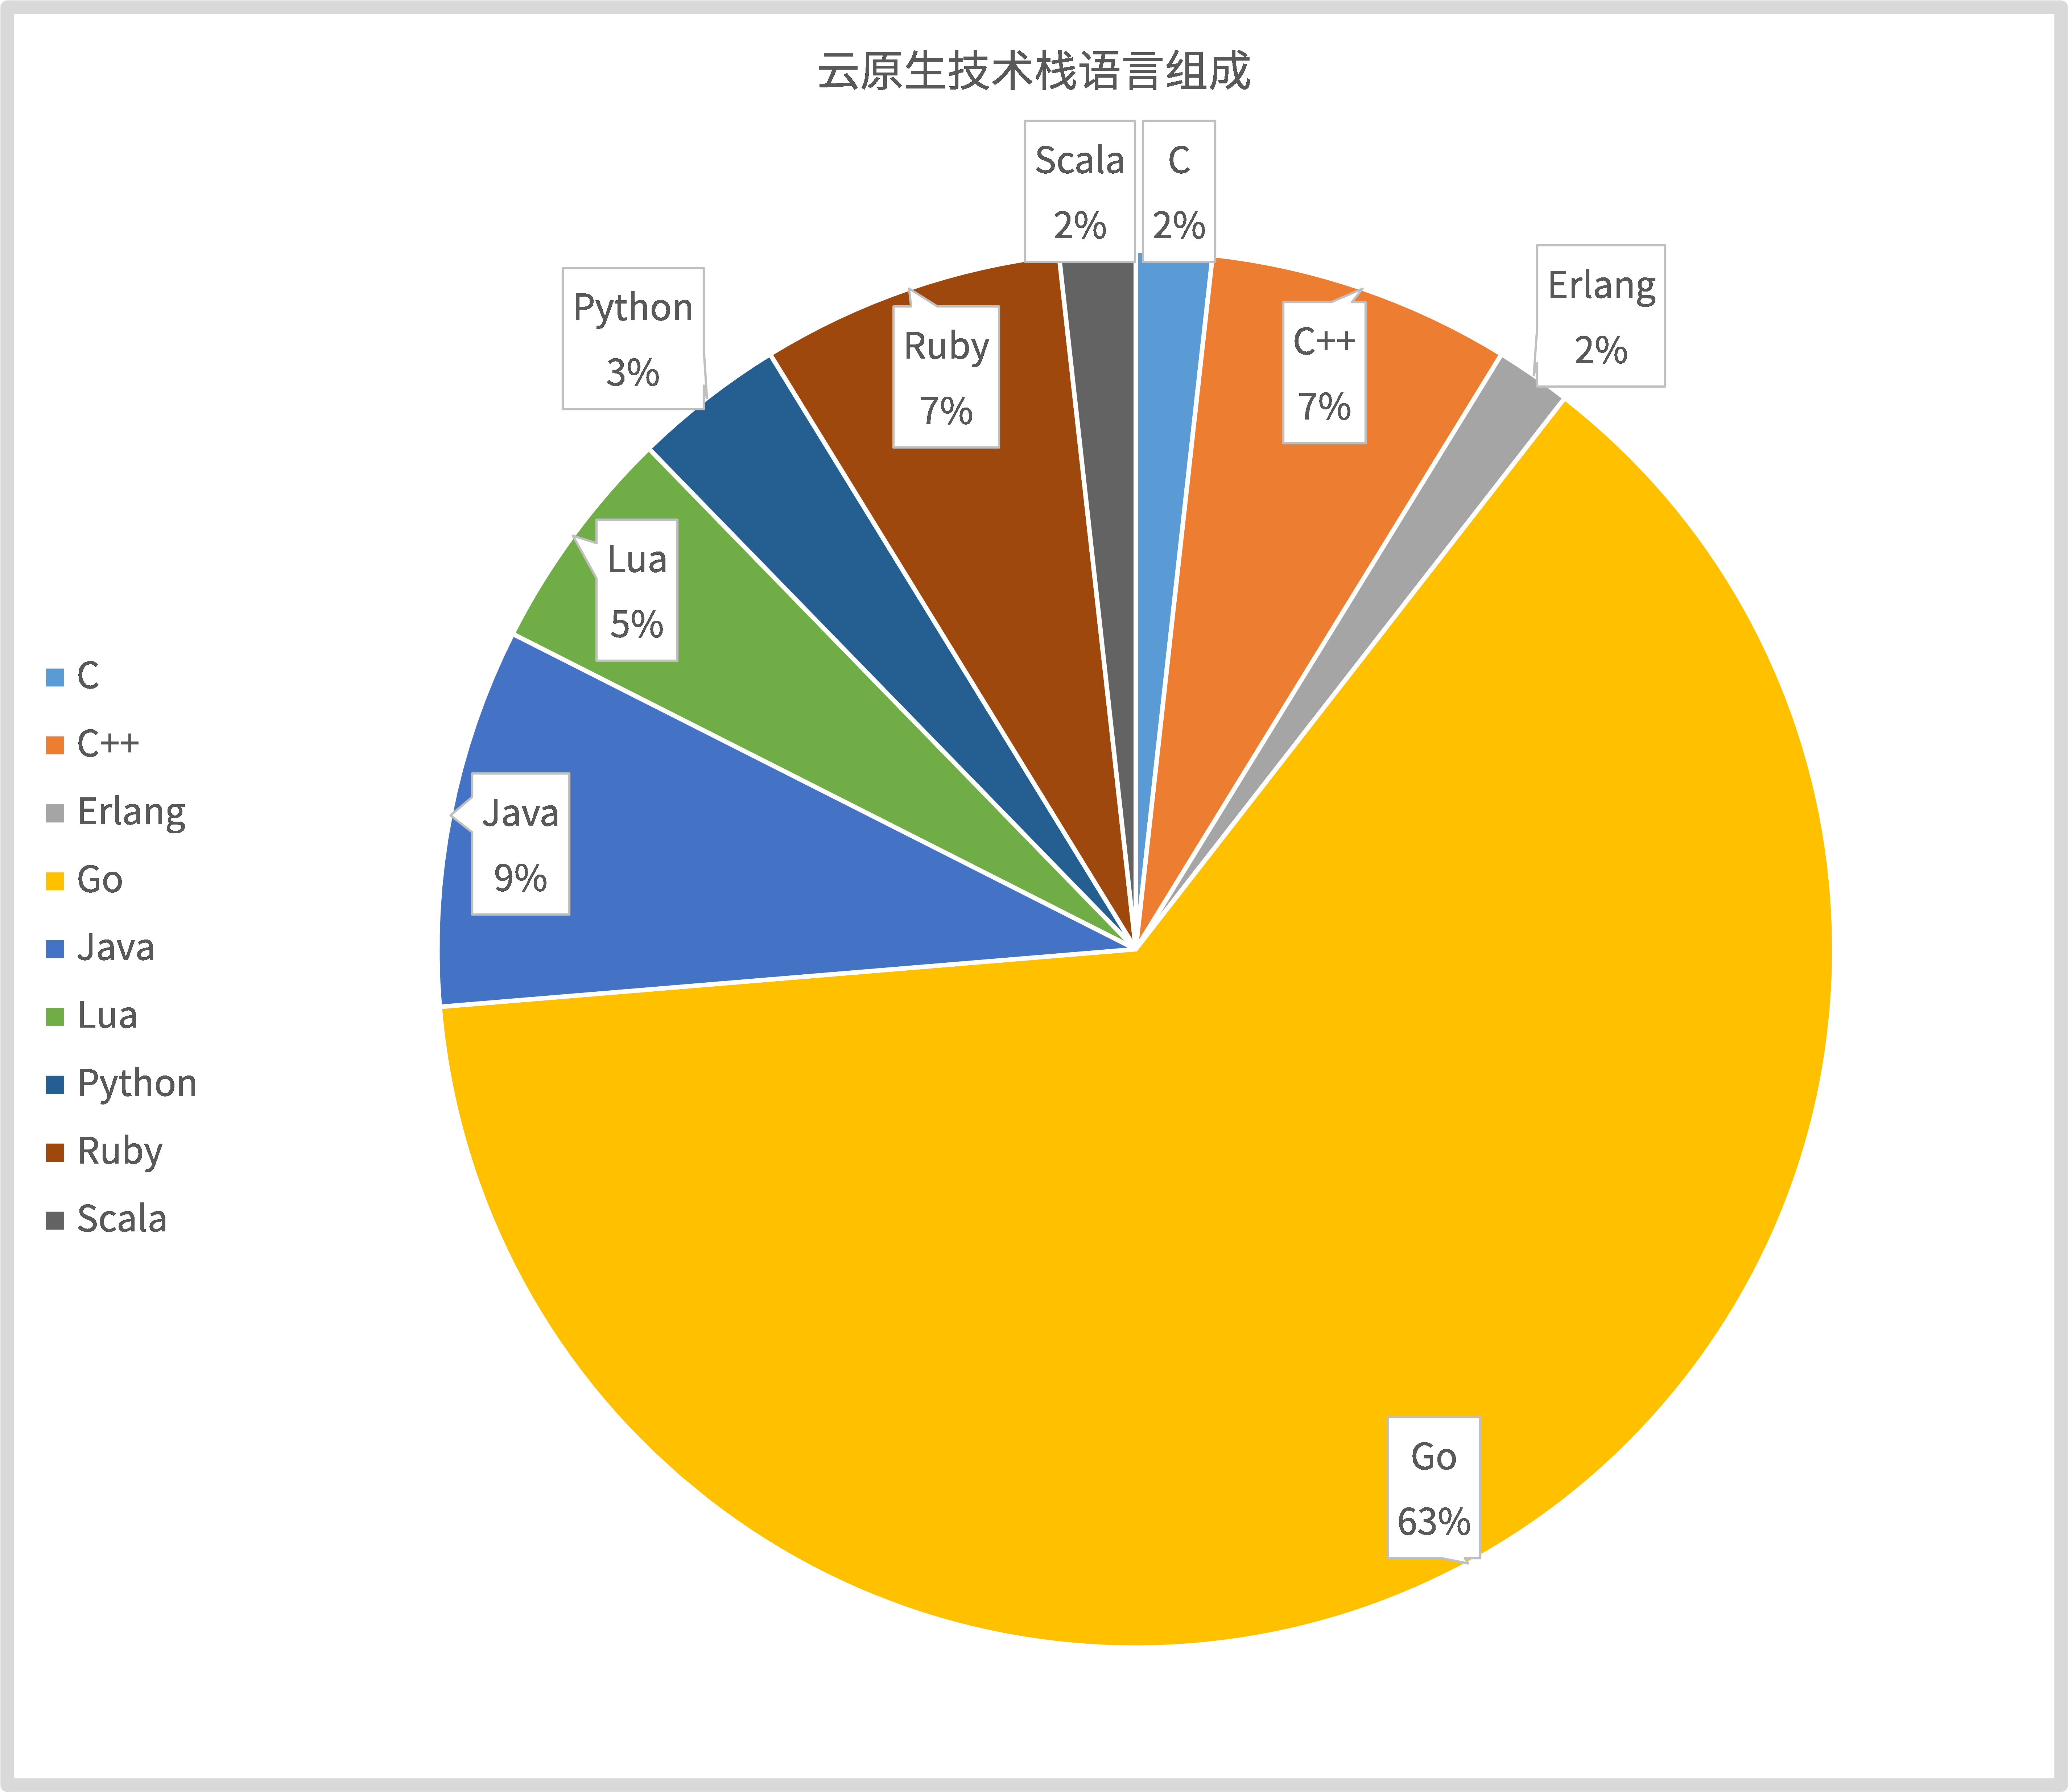 云原生技术栈语言组成
Scala
2%
C
2%
Erlang
2%
Python
3%
Ruby
7%
C++
7%
Lua
5%
Java
9%
Go
63%
C
C++
Erlang
Go
Java
Lua
Python
Ruby
Scala